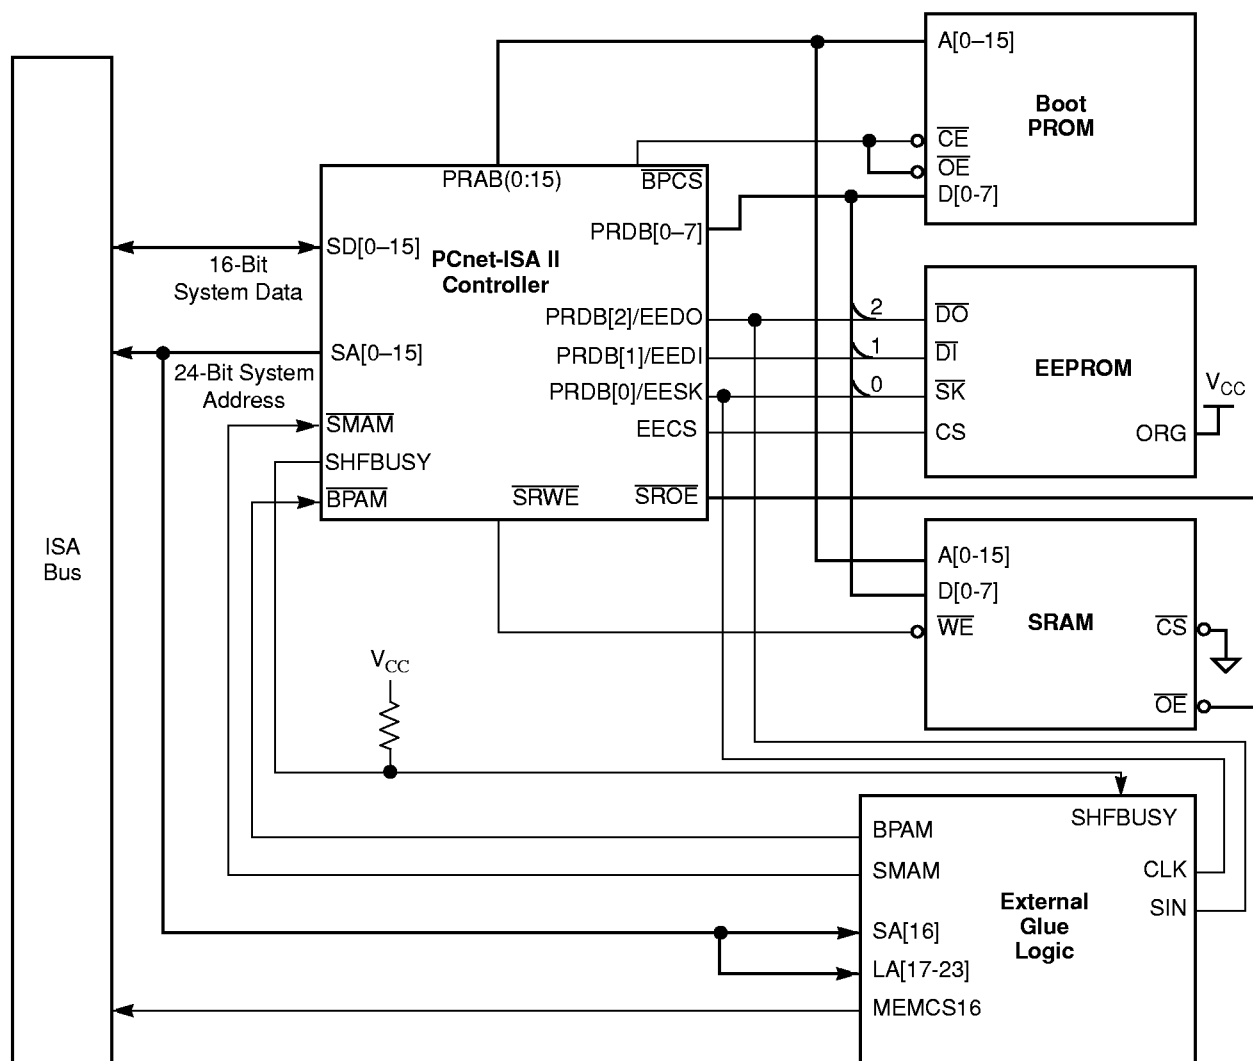 ISA
Bus
16-Bit
System Data
24-Bit System
Address
PRAB(0:15)
BPCS
PRDB[0–7]
SD[0–15]
PCnet-ISA II
Controller
PRDB[2]/EEDO
SA[0–15]
PRDB[1]/EEDI
PRDB[0]/EESK
SMAM
EECS
SHFBUSY
BPAM
SRWE
SROE
A[0–15]
Boot
PROM
CE
OE
D[0-7]
2
1
0
DO
DI
SK
CS
EEPROM
ORG
VCC
A[0-15]
D[0-7]
WE
SRAM
CS
OE
VCC
SHFBUSY
BPAM
SMAM
CLK
SIN
External
Glue
Logic
SA[16]
LA[17-23]
MEMCS16